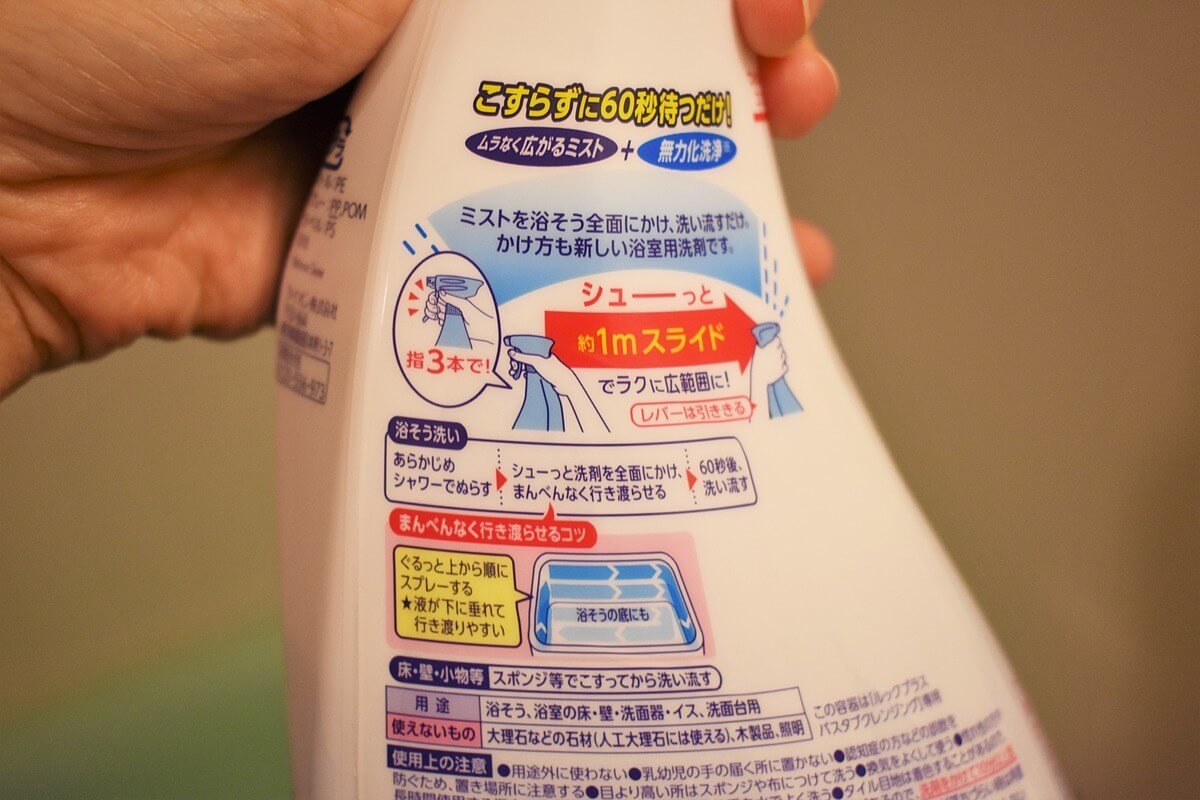 こすらずに60秒待つだけ!
ムラなく広がるミスト + 無力化洗浄※
ミストを浴そう全面にかけ、洗い流すだけ。
かけ方も新しい浴室用洗剤です。
シューーっと
約1mスライド
指3本で!
でラクに広範囲に!
レバーは引ききる
浴そう洗い
あらかじめ
シャワーでぬらす
シューっと洗剤を全面にかけ、
まんべんなく行き渡らせる
60秒後、
洗い流す
まんべんなく行き渡らせるコツ
ぐるっと上から順に
スプレーする
★液が下に垂れて
行き渡りやすい
浴そうの底にも
床・壁・小物等 スポンジ等でこすってから洗い流す
用途 浴そう、浴室の床・壁・洗面器・イス、洗面台用
使えないもの 大理石などの石材(人工大理石には使える)、木製品、照明
この容器は「ルックプラス
バスタブクレンジング」専用
使用上の注意 ●用途外に使わない●乳幼児の手の届く所に置かない●認知症の方などの誤飲を
防ぐため、置き場所に注意する●目より高い所はスポンジや布につけて洗う●換気をよくして使う
●タイル目地は着色することがあるので
PE
PP,POM
PS
ライオン株式会社